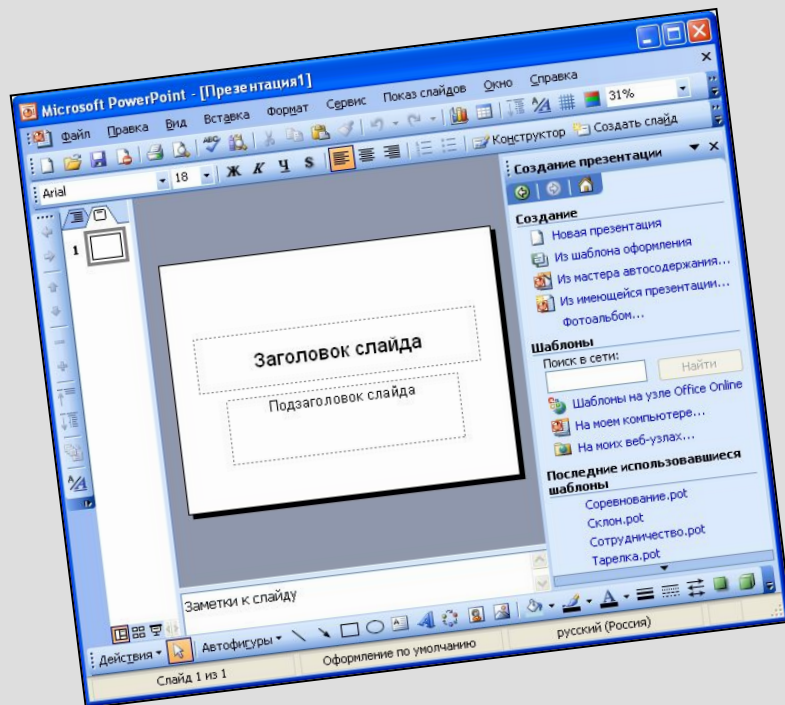 Microsoft PowerPoint - [Презентация1]
Файл Правка Вид Вставка Формат Сервис Показ слайдов Окно Справка
31%
Arial 18 Ж К Ч S Конструктор Создать слайд
Создание презентации
1
Создание
Новая презентация
Из шаблона оформления
Из мастера автосодержания...
Из имеющейся презентации...
Фотоальбом...
Шаблоны
Поиск в сети:
Найти
Шаблоны на узле Office Online
На моем компьютере...
На моих веб-узлах...
Последние использовавшиеся
шаблоны
Соревнование.pot
Склон.pot
Сотрудничество.pot
Тарелка.pot
Заголовок слайда
Подзаголовок слайда
Заметки к слайду
Действия Автофигуры
Слайд 1 из 1 Оформление по умолчанию русский (Россия)